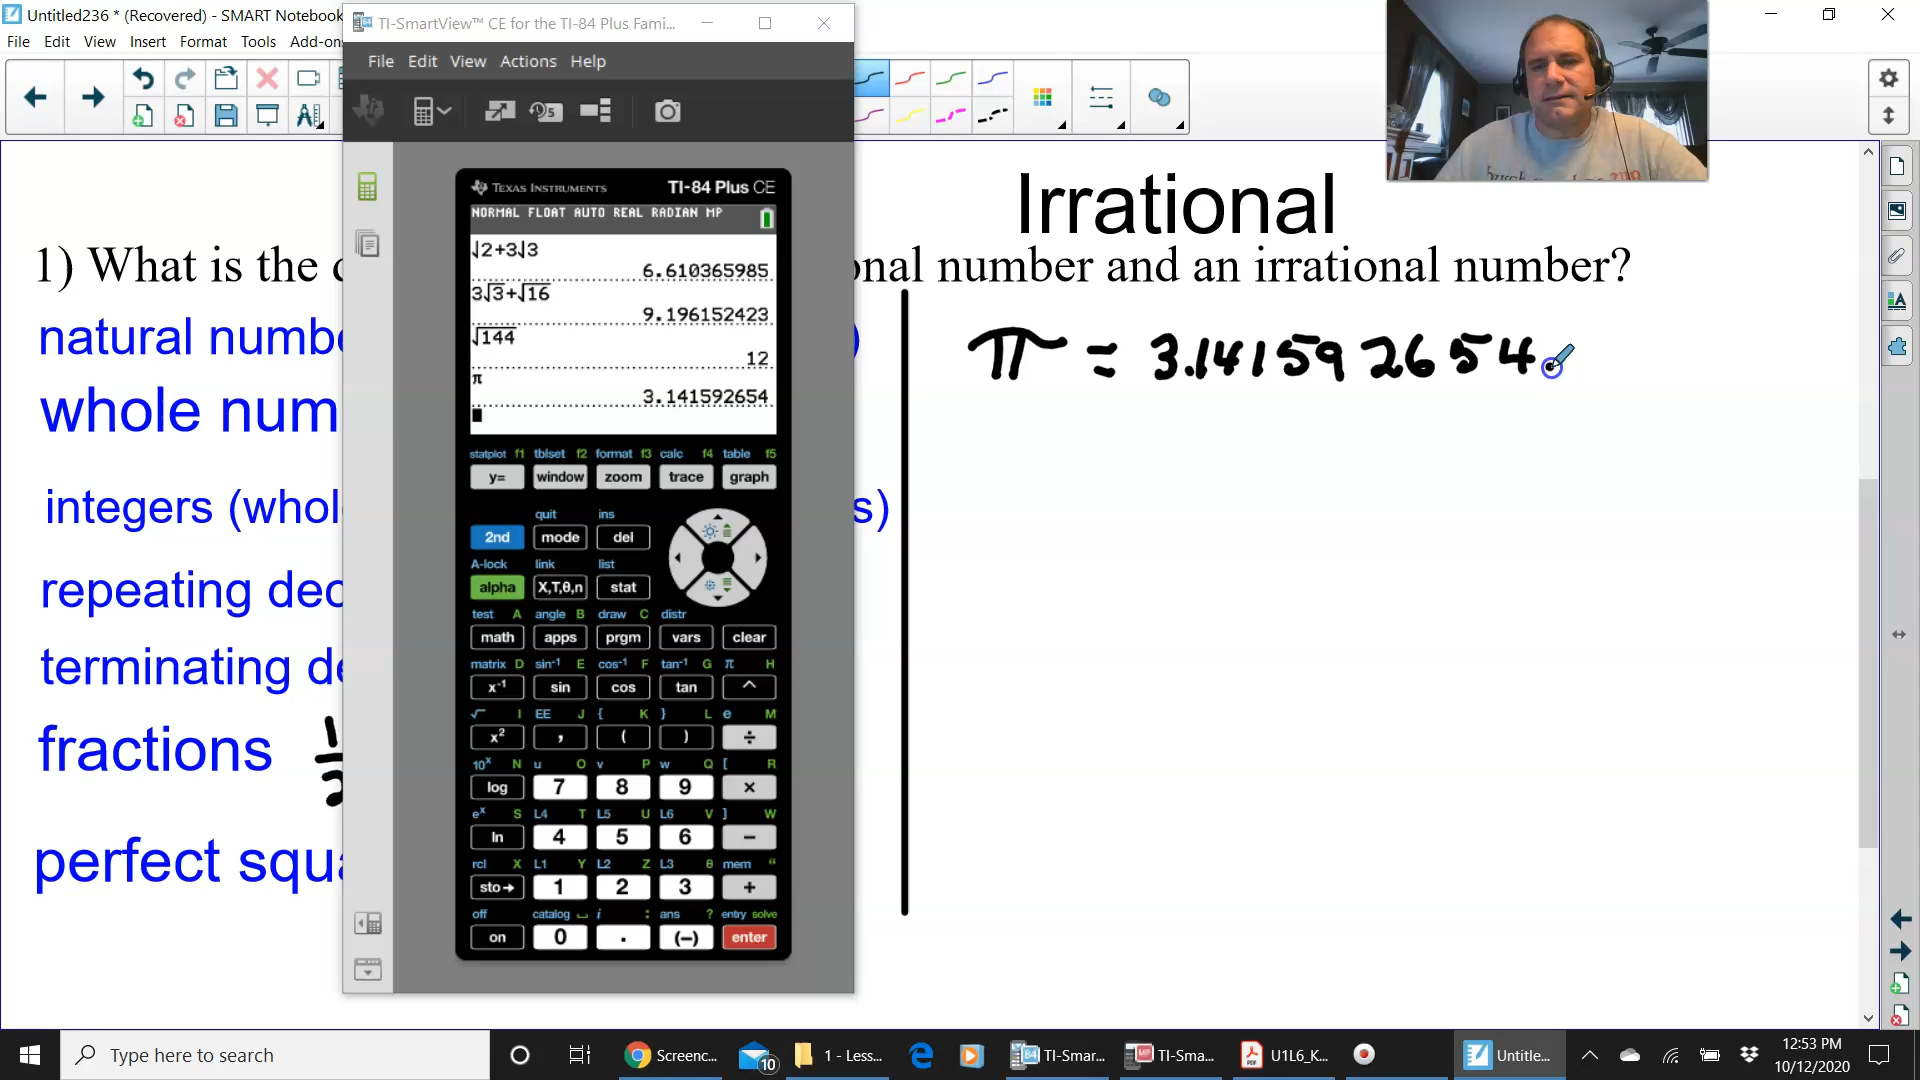 Untitled236 * (Recovered) - SMART Notebook
File Edit View Insert Format Tools Add-ons
TI-SmartView™ CE for the TI-84 Plus Fami...
File Edit View Actions Help
TEXAS INSTRUMENTS TI-84 Plus CE
NORMAL FLOAT AUTO REAL RADIAN MP
√2+3√3
6.610365985
3√3+√16
9.196152423
√144
12
π
3.141592654
statplot f1 tblset f2 format f3 calc f4 table f5
y= window zoom trace graph
quit ins
2nd mode del
A-lock link list
alpha X,T,θ,n stat
test A angle B draw C distr
math apps prgm vars clear
matrix D sin-1 E cos-1 F tan-1 G π H
x-1 sin cos tan ^
√ I EE J { K } L e M
x2 , ( ) ÷
10x N u O v P w Q [ R
log 7 8 9 ×
ex S L4 T L5 U L6 V ] W
ln 4 5 6 −
rcl X L1 Y L2 Z L3 θ mem "
sto→ 1 2 3 +
off catalog i : ans ? entry solve
on 0 . (−) enter
Irrational
1) What is the d onal number and an irrational number?
natural numbe )
whole num
integers (whol s)
repeating dec
terminating de
fractions 1/2
perfect squa
π = 3.141592654
Type here to search
Screenc...
10
1 - Less...
TI-Smar...
TI-Sma...
U1L6_K...
Untitle...
12:53 PM
10/12/2020